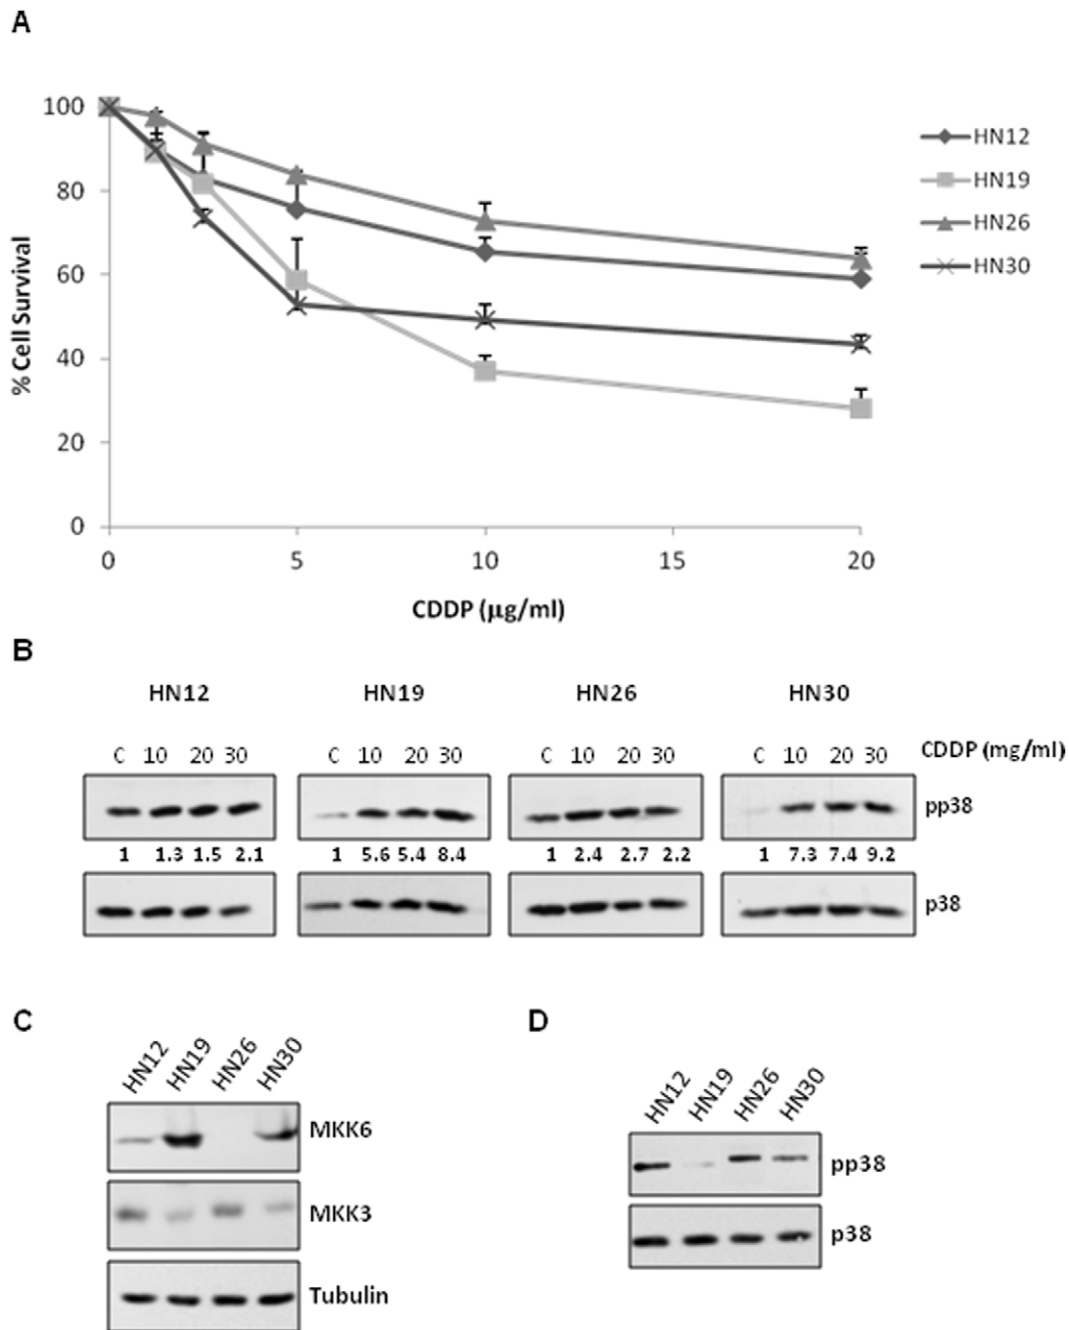 A
100
80
60
40
20
0
% Cell Survival
0 5 10 15 20
CDDP (µg/ml)
HN12
HN19
HN26
HN30
B
HN12 HN19 HN26 HN30
C 10 20 30 C 10 20 30 C 10 20 30 C 10 20 30 CDDP (mg/ml)
pp38
1 1.3 1.5 2.1 1 5.6 5.4 8.4 1 2.4 2.7 2.2 1 7.3 7.4 9.2
p38
C
HN12 HN19 HN26 HN30
MKK6
MKK3
Tubulin
D
HN12 HN19 HN26 HN30
pp38
p38